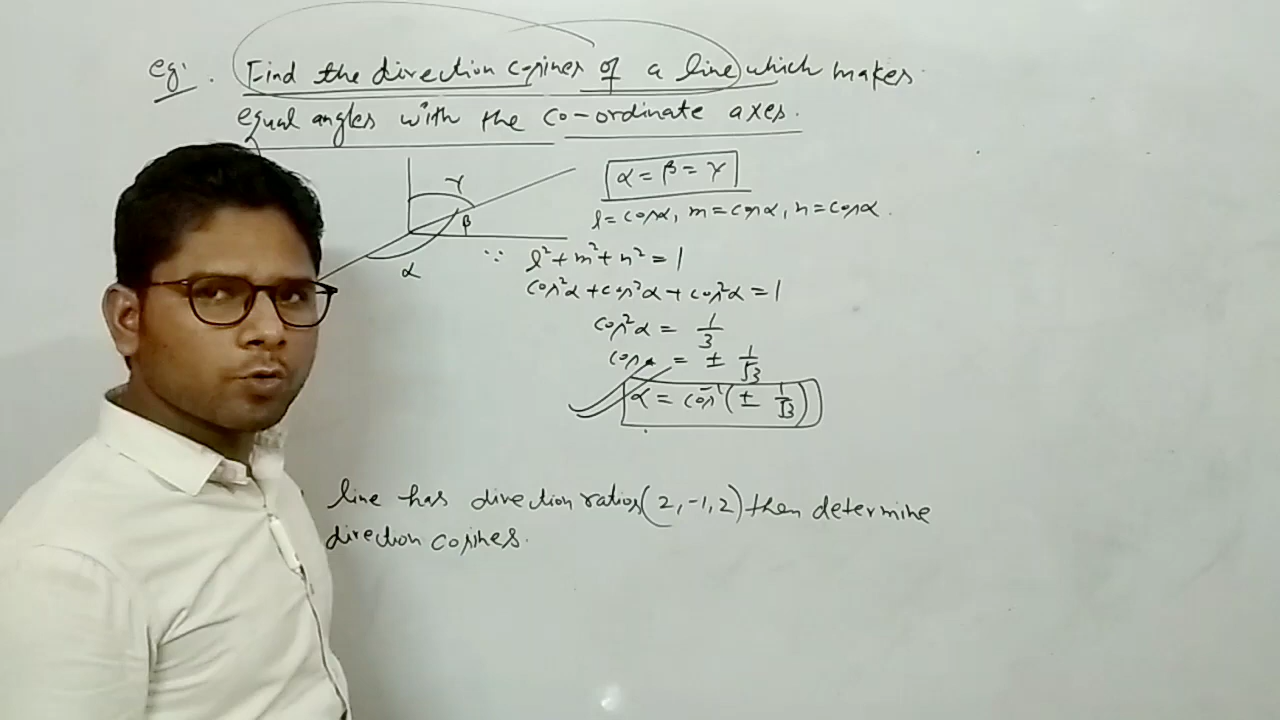 eg: . Find the direction cosines of a line which makes
equal angles with the co-ordinate axes.
γ
β
α
α = β = γ
l = cosα, m = cosα, n = cosα.
∵ l² + m² + n² = 1
cos²α + cos²α + cos²α = 1
cos²α = 1/3
cosα = ± 1/√3
α = cos⁻¹(± 1/√3)
line has direction ratios (2, -1, 2) then determine
direction cosines.